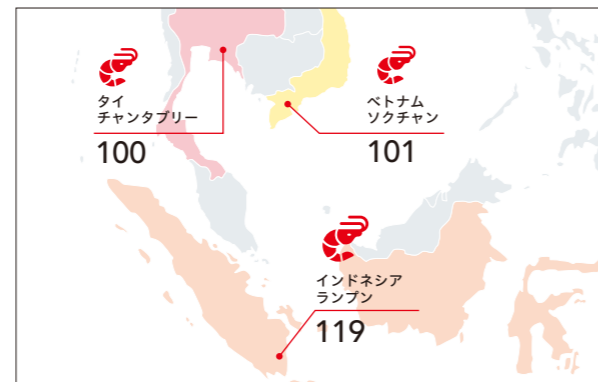 タイ
チャンタブリー
100
ベトナム
ソクチャン
101
インドネシア
ランプン
119